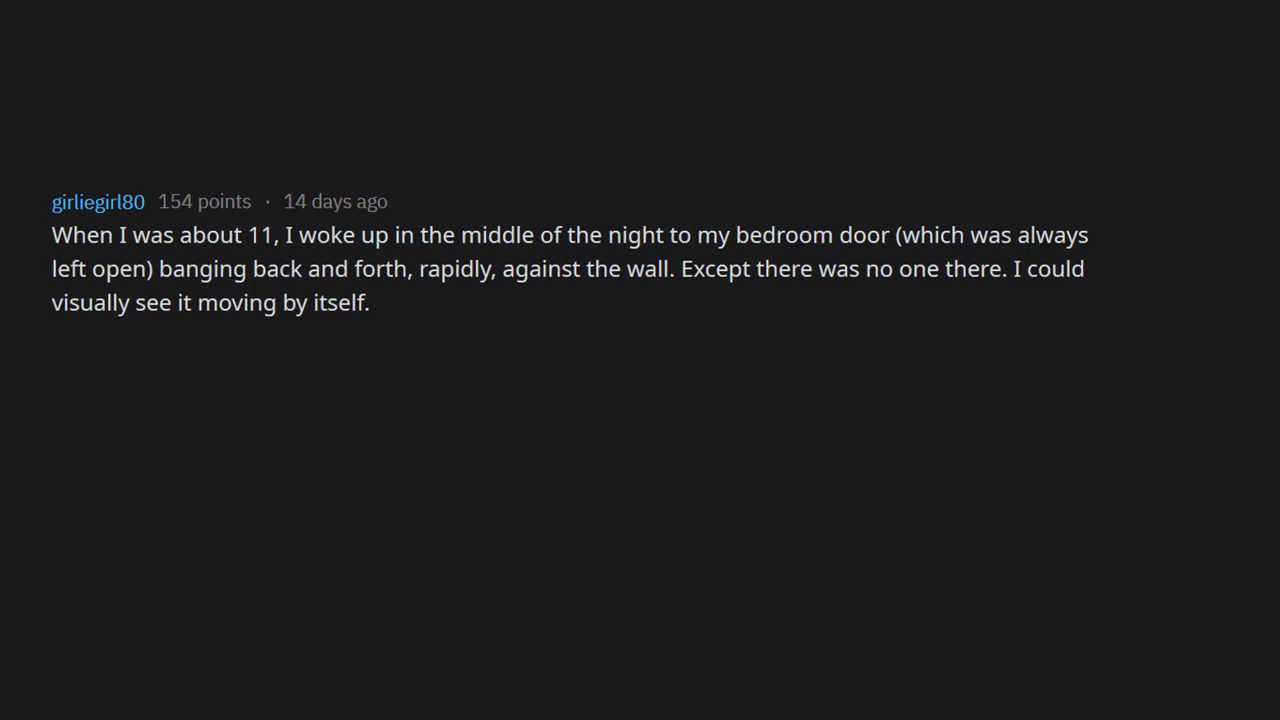 girliegirl80 154 points · 14 days ago
When I was about 11, I woke up in the middle of the night to my bedroom door (which was always
left open) banging back and forth, rapidly, against the wall. Except there was no one there. I could
visually see it moving by itself.